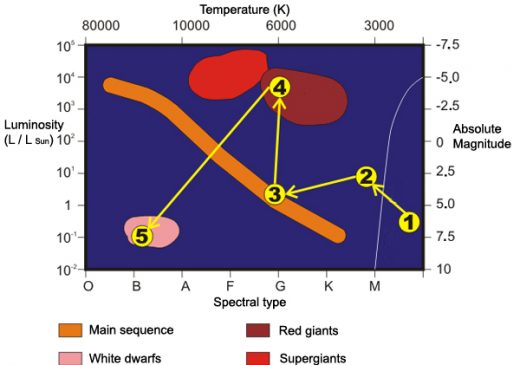 Temperature (K)
80000 10000 6000 3000
10⁵ -7.5
10⁴ -5,0
10³ -2.5
Luminosity
(L / L Sun)
10² 0
Absolute
Magnitude
10¹ 2.5
1 5,0
10⁻¹ 7.5
10⁻² 10
4
2
3
1
5
O B A F G K M
Spectral type
Main sequence Red giants
White dwarfs Supergiants